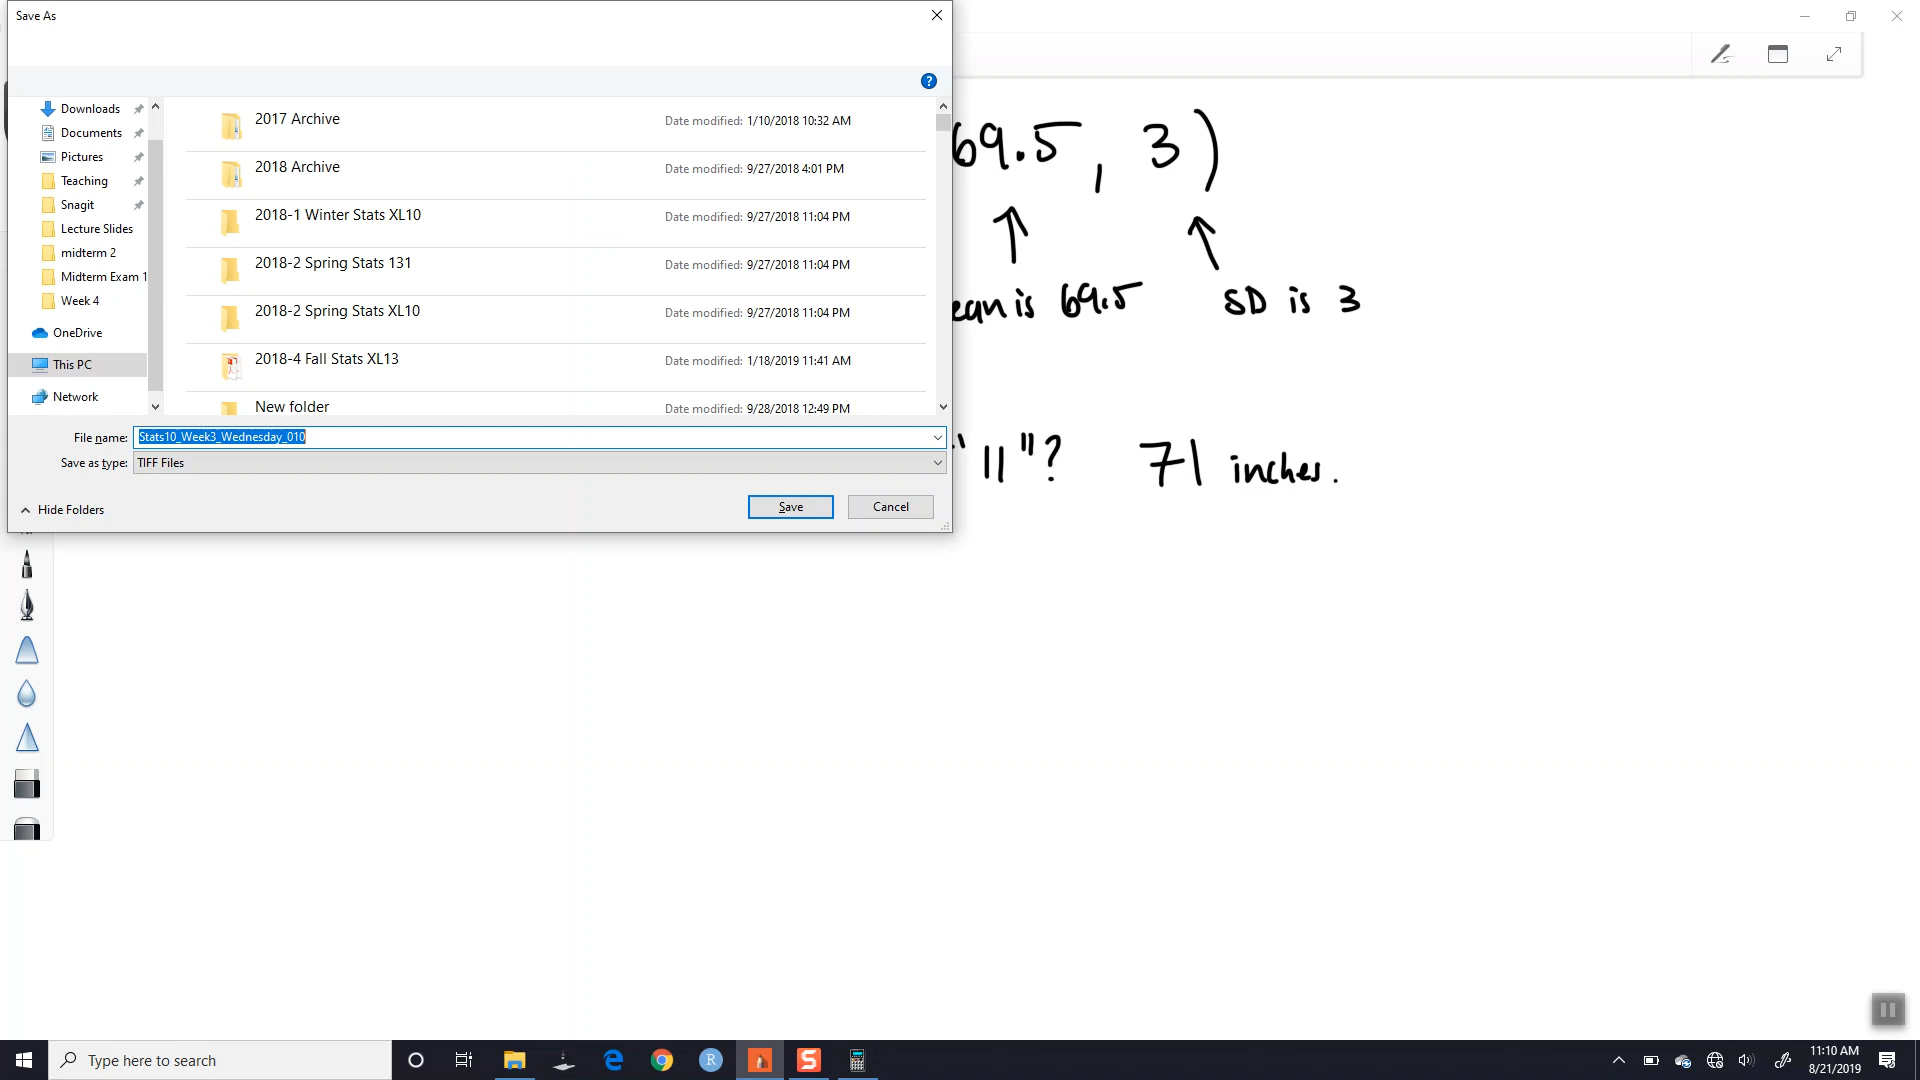 Save As
Downloads
Documents
Pictures
Teaching
Snagit
Lecture Slides
midterm 2
Midterm Exam 1
Week 4
OneDrive
This PC
Network
2017 Archive Date modified: 1/10/2018 10:32 AM
2018 Archive Date modified: 9/27/2018 4:01 PM
2018-1 Winter Stats XL10 Date modified: 9/27/2018 11:04 PM
2018-2 Spring Stats 131 Date modified: 9/27/2018 11:04 PM
2018-2 Spring Stats XL10 Date modified: 9/27/2018 11:04 PM
2018-4 Fall Stats XL13 Date modified: 1/18/2019 11:41 AM
New folder Date modified: 9/28/2018 12:49 PM
File name: Stats10_Week3_Wednesday_010
Save as type: TIFF Files
Hide Folders
Save Cancel
69.5, 3)
ean is 69.5 SD is 3
11"? 71 inches.
Type here to search
11:10 AM
8/21/2019